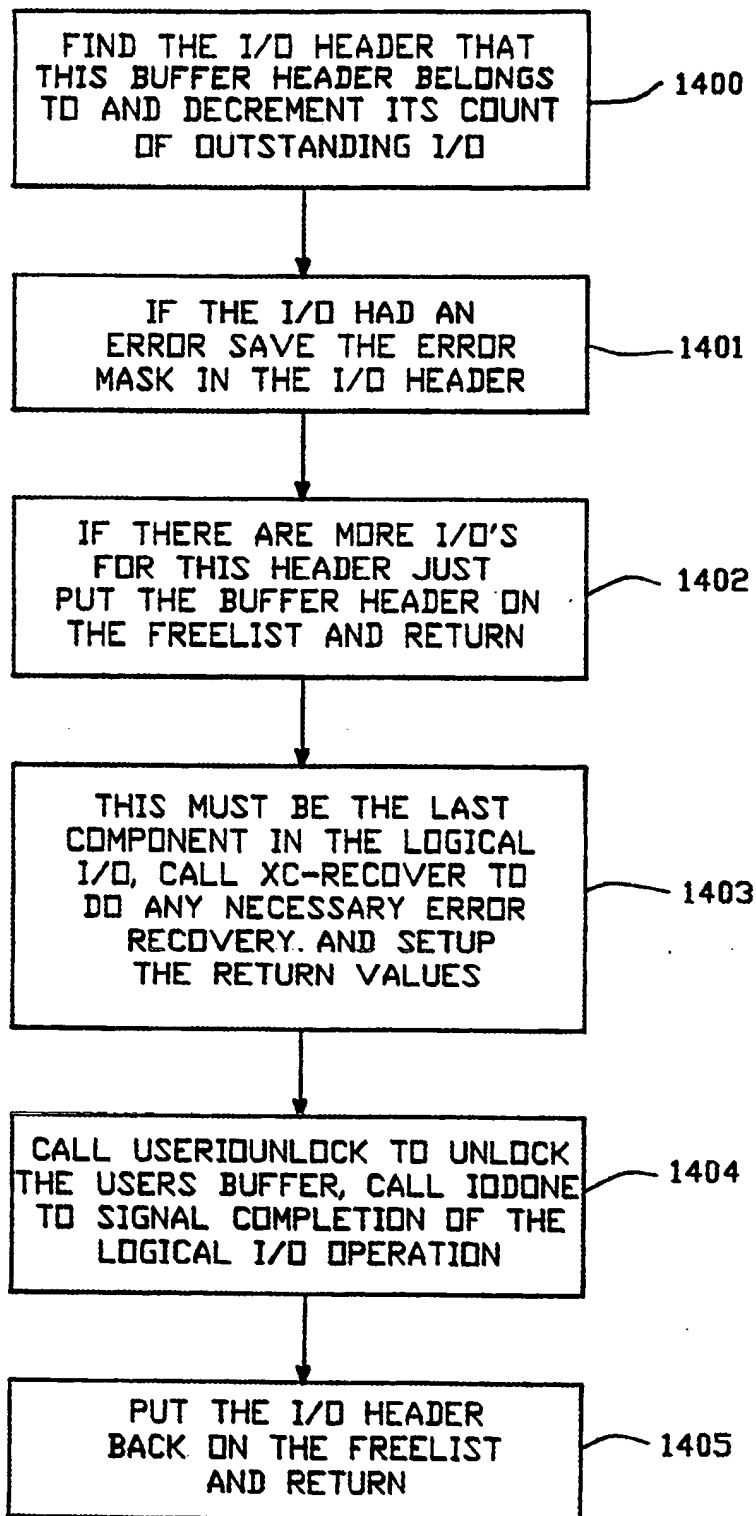 FIND THE I/O HEADER THAT
THIS BUFFER HEADER BELONGS
TO AND DECREMENT ITS COUNT
OF OUTSTANDING I/O
1400
IF THE I/O HAD AN
ERROR SAVE THE ERROR
MASK IN THE I/O HEADER
1401
IF THERE ARE MORE I/O'S
FOR THIS HEADER JUST
PUT THE BUFFER HEADER ON
THE FREELIST AND RETURN
1402
THIS MUST BE THE LAST
COMPONENT IN THE LOGICAL
I/O, CALL XC-RECOVER TO
DO ANY NECESSARY ERROR
RECOVERY. AND SETUP
THE RETURN VALUES
1403
CALL USERIOUNLOCK TO UNLOCK
THE USERS BUFFER, CALL IODONE
TO SIGNAL COMPLETION OF THE
LOGICAL I/O OPERATION
1404
PUT THE I/O HEADER
BACK ON THE FREELIST
AND RETURN
1405